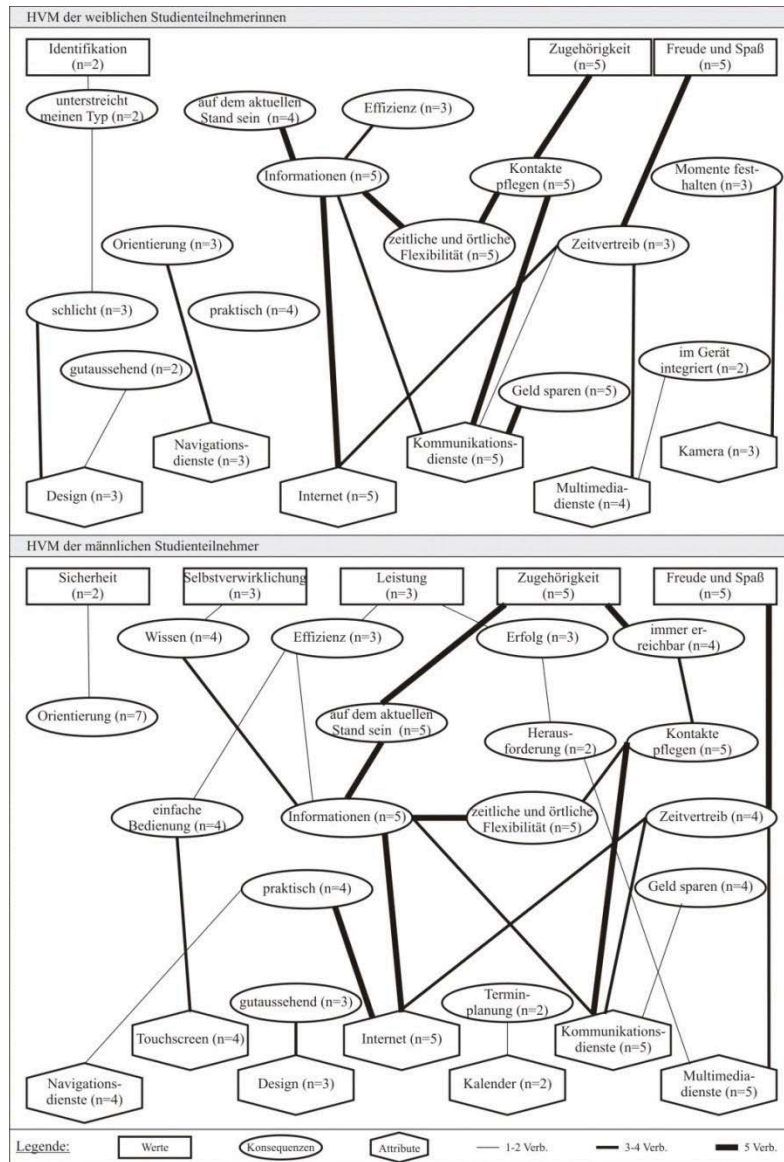 HVM der weiblichen Studienteilnehmerinnen
Identifikation
(n=2)
Zugehörigkeit
(n=5)
Freude und Spaß
(n=5)
unterstreicht
meinen Typ (n=2)
auf dem aktuellen
Stand sein (n=4)
Effizienz (n=3)
Informationen (n=5)
Kontakte
pflegen (n=5)
Momente fest-
halten (n=3)
Orientierung (n=3)
zeitliche und örtliche
Flexibilität (n=5)
Zeitvertreib (n=3)
schlicht (n=3)
praktisch (n=4)
gutaussehend (n=2)
im Gerät
integriert (n=2)
Geld sparen (n=5)
Navigations-
dienste (n=3)
Kommunikations-
dienste (n=5)
Kamera (n=3)
Design (n=3)
Internet (n=5)
Multimedia-
dienste (n=4)
HVM der männlichen Studienteilnehmer
Sicherheit
(n=2)
Selbstverwirklichung
(n=3)
Leistung
(n=3)
Zugehörigkeit
(n=5)
Freude und Spaß
(n=5)
Wissen (n=4)
Effizienz (n=3)
Erfolg (n=3)
immer er-
reichbar (n=4)
Orientierung (n=7)
auf dem aktuellen
Stand sein (n=5)
Heraus-
forderung (n=2)
Kontakte
pflegen (n=5)
einfache
Bedienung (n=4)
Informationen (n=5)
zeitliche und örtliche
Flexibilität (n=5)
Zeitvertreib (n=4)
praktisch (n=4)
Geld sparen (n=4)
gutaussehend (n=3)
Termin-
planung (n=2)
Touchscreen (n=4)
Internet (n=5)
Kommunikations-
dienste (n=5)
Navigations-
dienste (n=4)
Design (n=3)
Kalender (n=2)
Multimedia-
dienste (n=5)
Legende: Werte Konsequenzen Attribute 1-2 Verb. 3-4 Verb. 5 Verb.